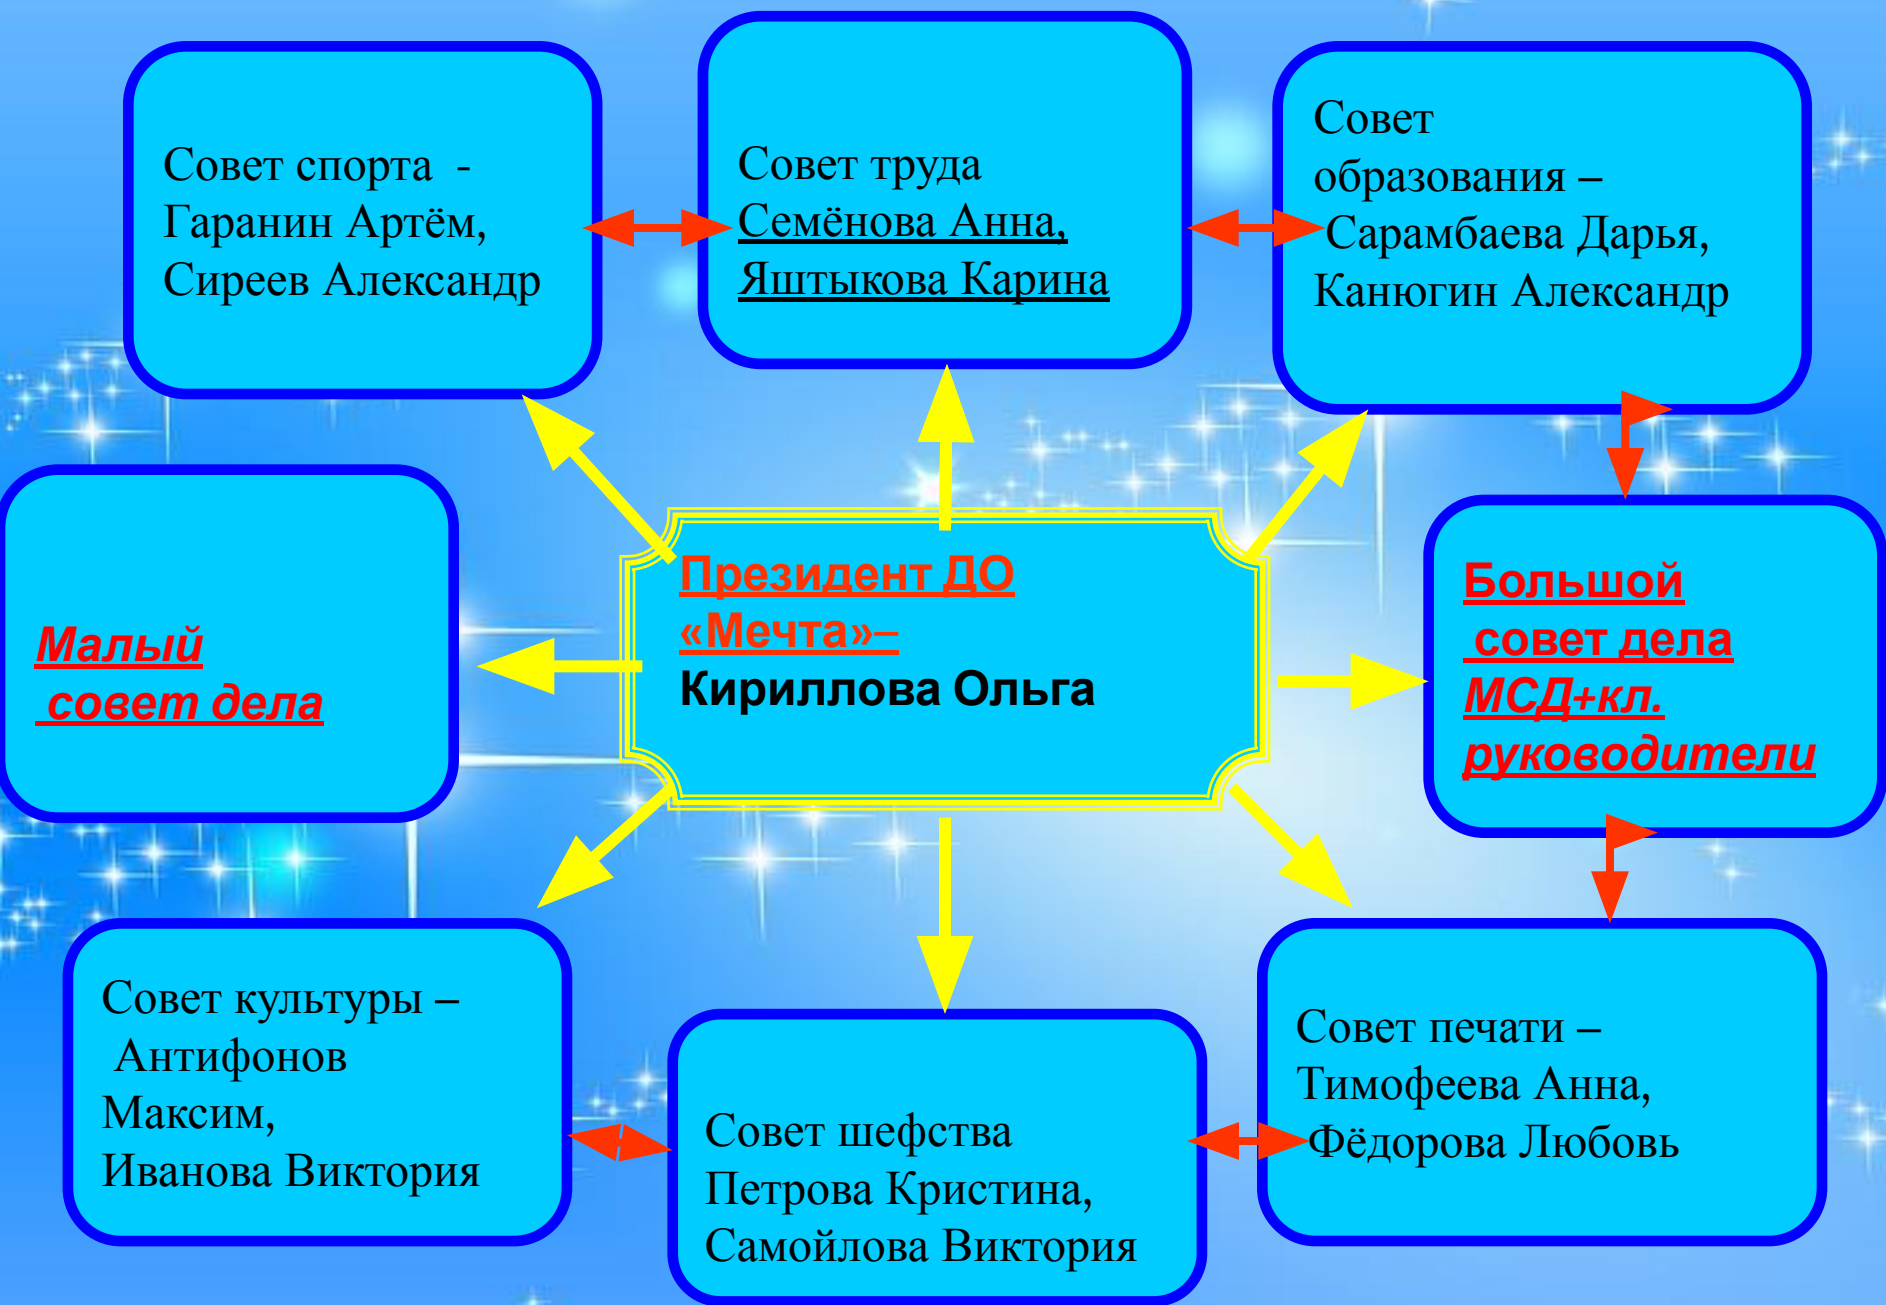 Совет спорта -
Гаранин Артём,
Сиреев Александр
Совет труда
Семёнова Анна,
Яштыкова Карина
Совет
образования –
Сарамбаева Дарья,
Канюгин Александр
Малый
совет дела
Президент ДО
«Мечта»–
Кириллова Ольга
Большой
совет дела
МСД+кл.
руководители
Совет культуры –
Антифонов
Максим,
Иванова Виктория
Совет шефства
Петрова Кристина,
Самойлова Виктория
Совет печати –
Тимофеева Анна,
Фёдорова Любовь